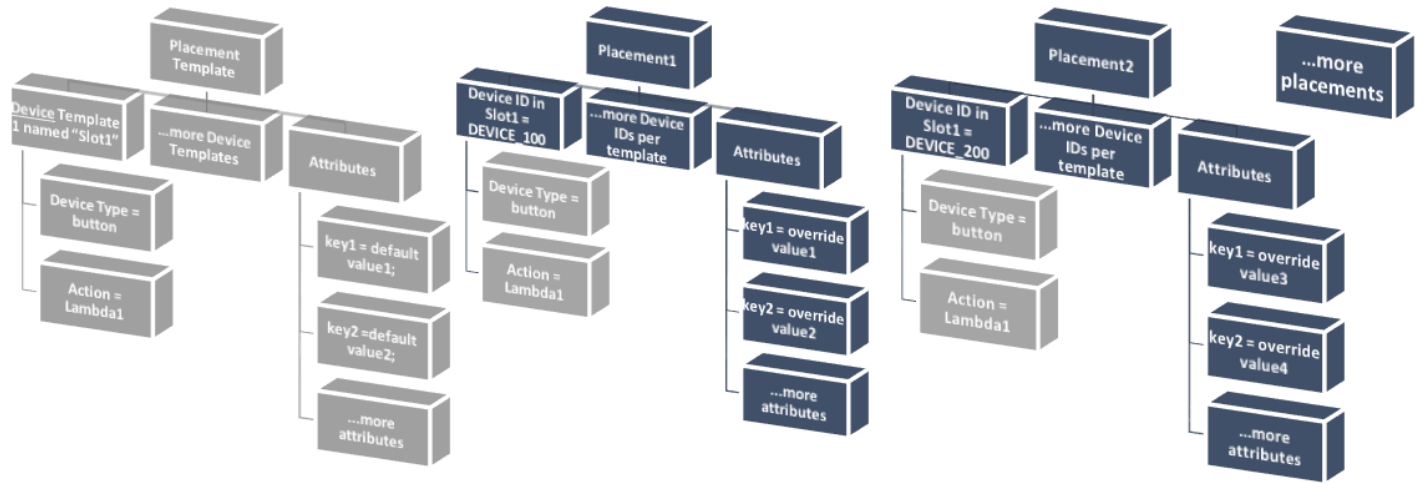 Placement
Template
Device Template
1 named “Slot1”
...more Device
Templates
Attributes
Device Type =
button
Action =
Lambda1
key1 = default
value1;
key2 =default
value2;
...more
attributes
Placement1
Device ID in
Slot1 =
DEVICE_100
...more Device
IDs per
template
Attributes
Device Type =
button
Action =
Lambda1
key1 = override
value1
key2 = override
value2
...more
attributes
Placement2
Device ID in
Slot1 =
DEVICE_200
...more Device
IDs per
template
Attributes
Device Type =
button
Action =
Lambda1
key1 = override
value3
key2 = override
value4
...more
attributes
...more
placements